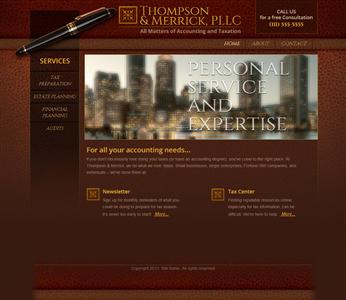 THOMPSON
& MERRICK, PLLC
All Matters of Accounting and Taxation
CALL US
for a free Consultation
(111) 555-5555
HOME
ABOUT
CONTACT
SERVICES
TAX
PREPARATION
ESTATE PLANNING
FINANCIAL
PLANNING
AUDITS
PERSONAL
SERVICE
AND
EXPERTISE
For all your accounting needs...
If you don't necessarily love doing your taxes (or have an accounting degree), you've come to the right place. At
Thompson & Merrick, we do what we love: taxes. Small businesses, larger enterprises, Fortune 500 companies, and
individuals – we've done them all.
Newsletter
Sign up for monthly reminders of what you
could be doing to prepare for tax season.
It's never too early to start! More...
Tax Center
Finding reputable resources online,
especially for tax information, can be
difficult. We're here to help. More...
Copyright 2013. Site Name. All rights reserved.